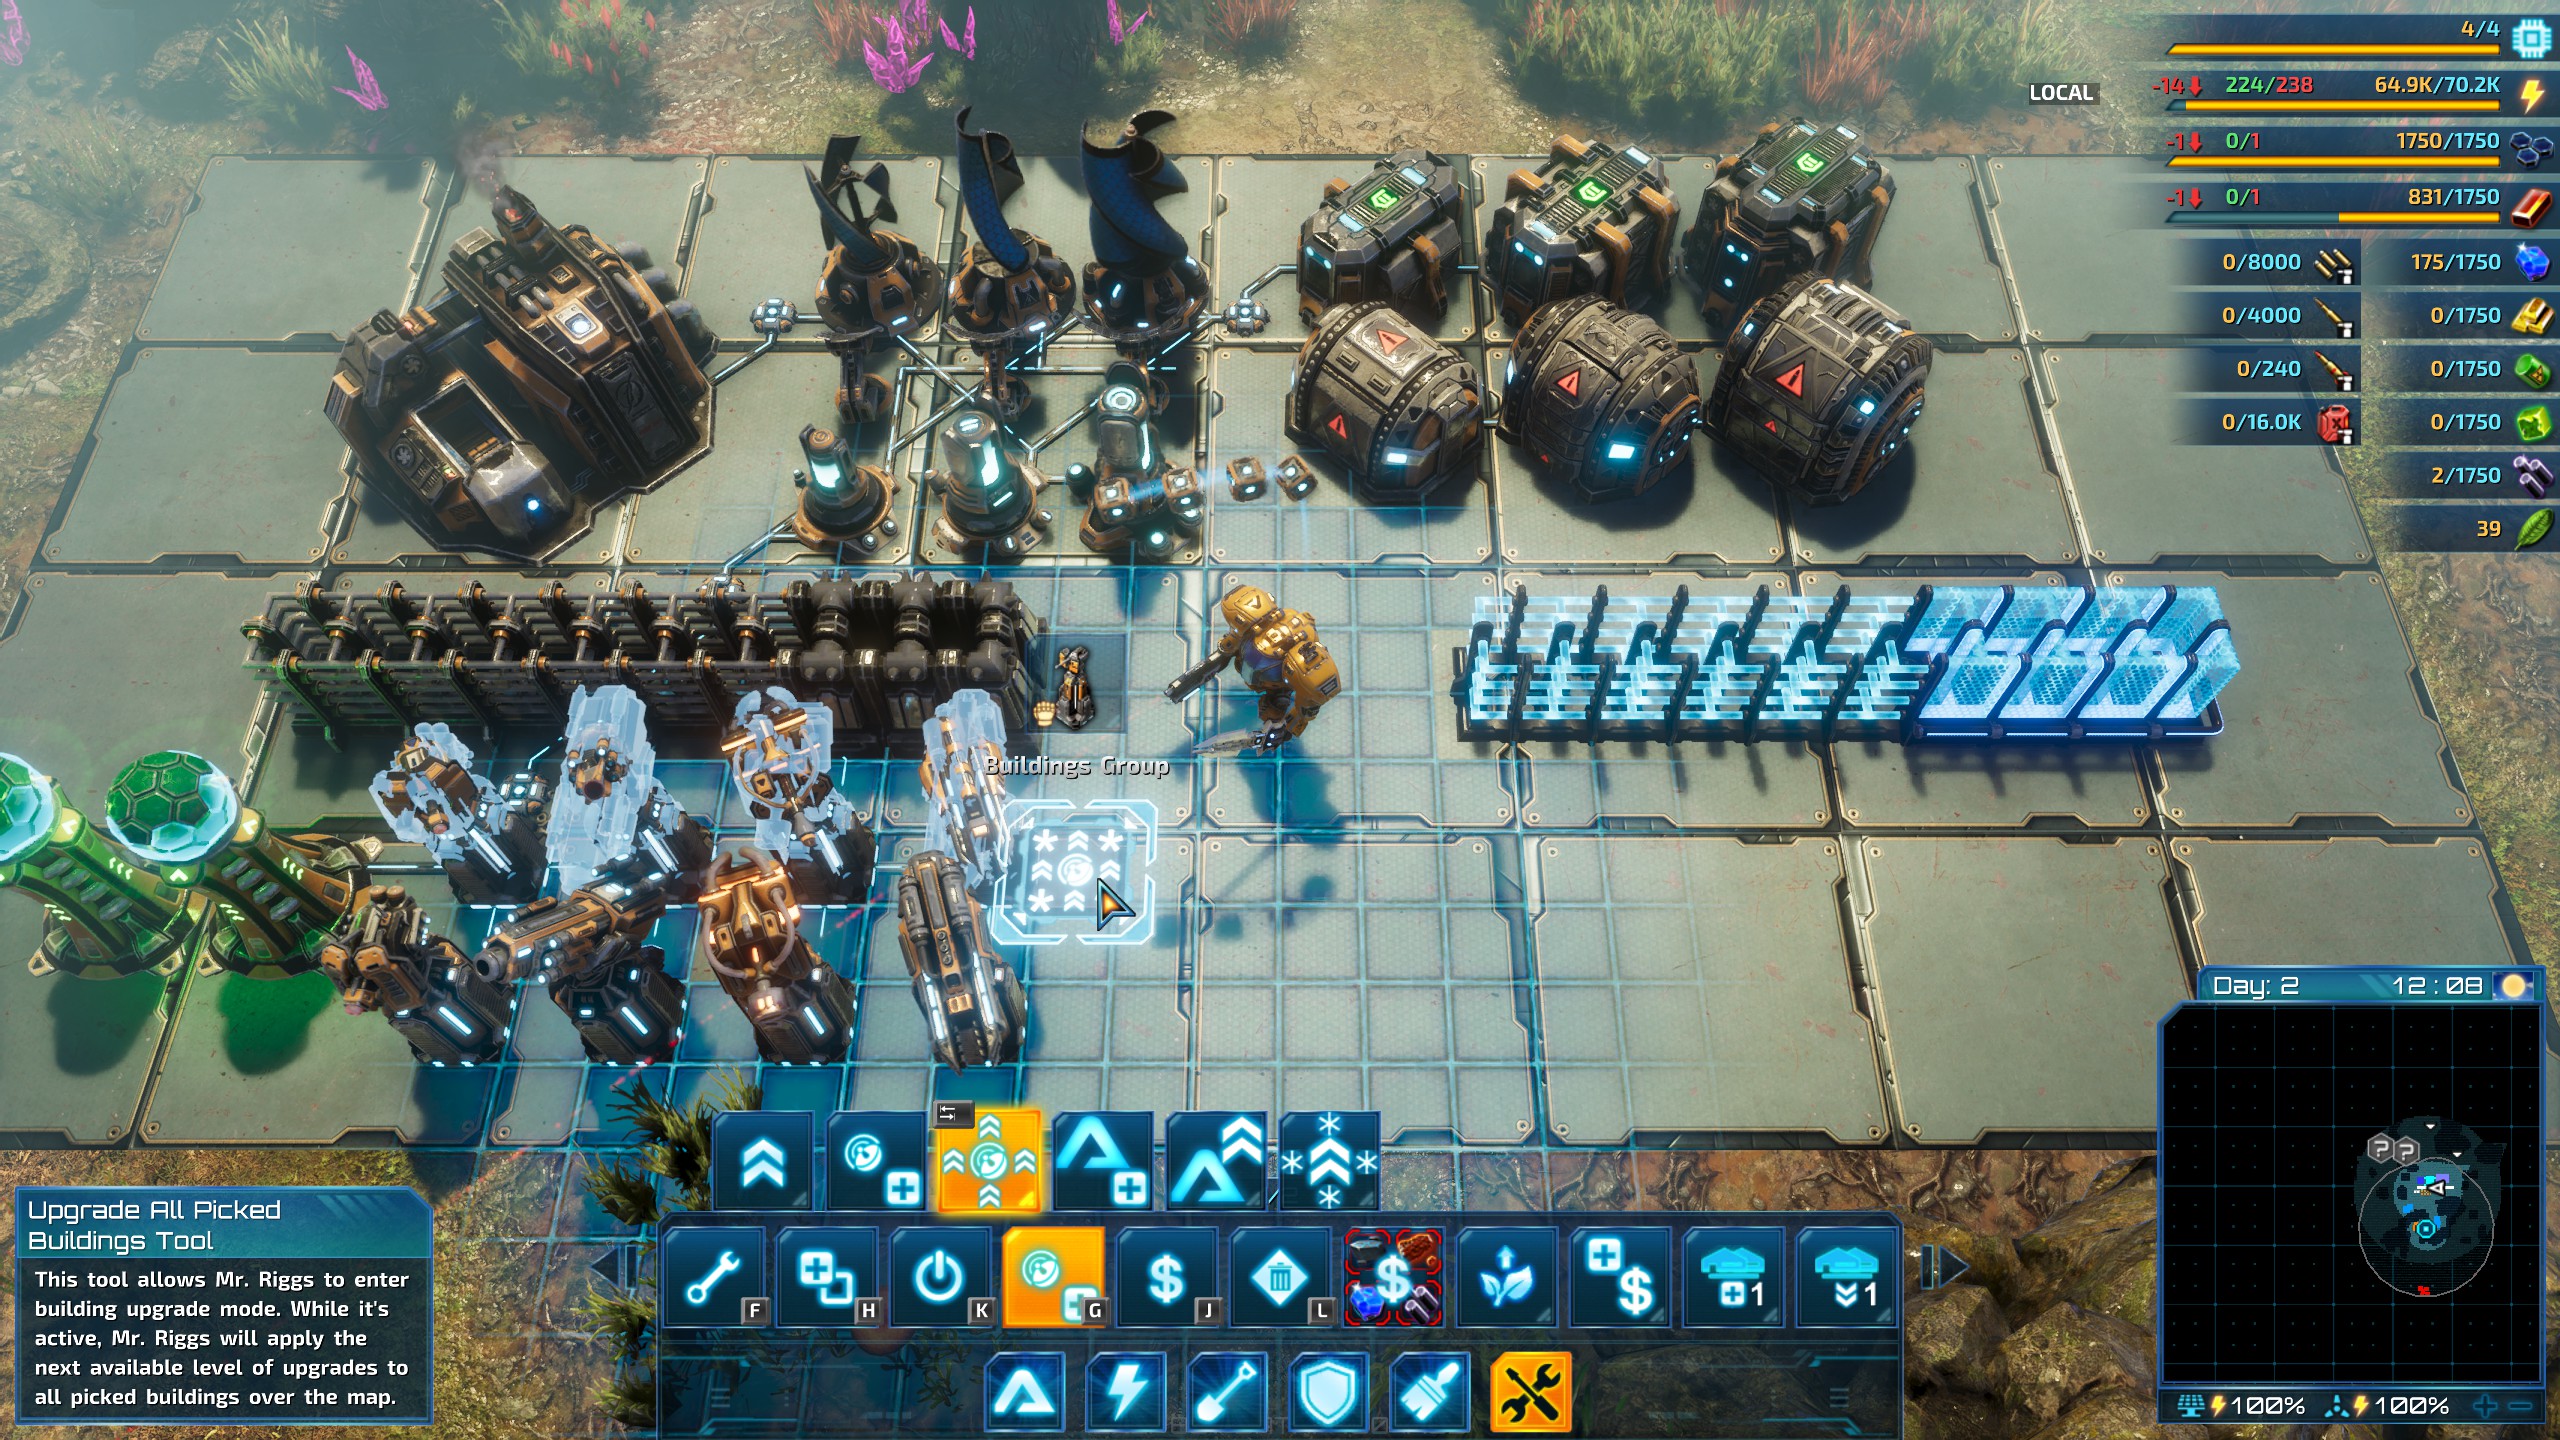 4/4
LOCAL
-14 224/238 64.9K/70.2K
-1 0/1 1750/1750
-1 0/1 831/1750
0/8000 175/1750
0/4000 0/1750
0/240 0/1750
0/16.0K 0/1750
2/1750
39
Buildings Group
Day: 2 12:08
? ?
Upgrade All Picked
Buildings Tool
This tool allows Mr. Riggs to enter
building upgrade mode. While it's
active, Mr. Riggs will apply the
next available level of upgrades to
all picked buildings over the map.
F H K G J L 1 1
100% 100%